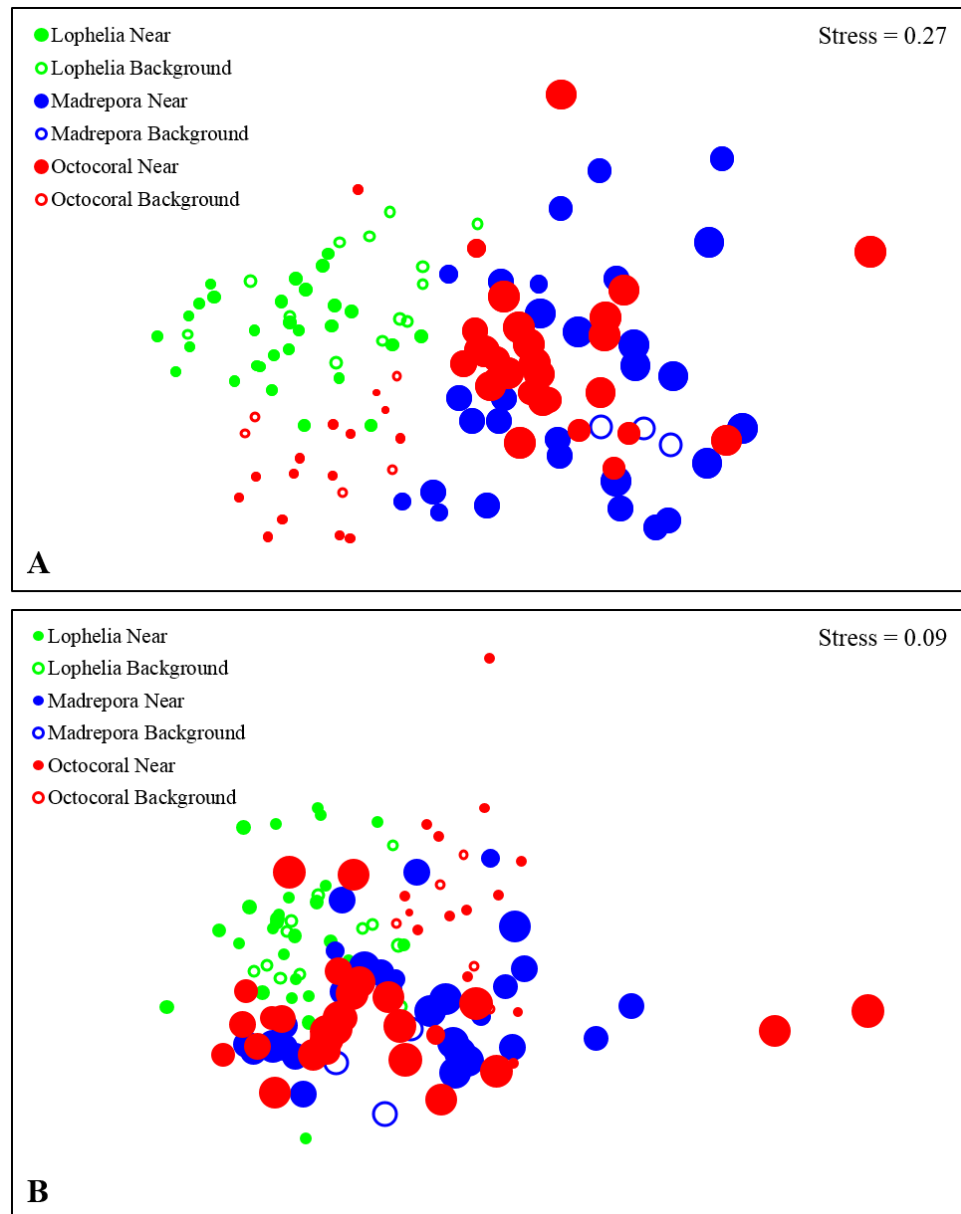 Lophelia Near
Stress = 0.27
Lophelia Background
Madrepora Near
Madrepora Background
Octocoral Near
Octocoral Background
A
Lophelia Near
Stress = 0.09
Lophelia Background
Madrepora Near
Madrepora Background
Octocoral Near
Octocoral Background
B